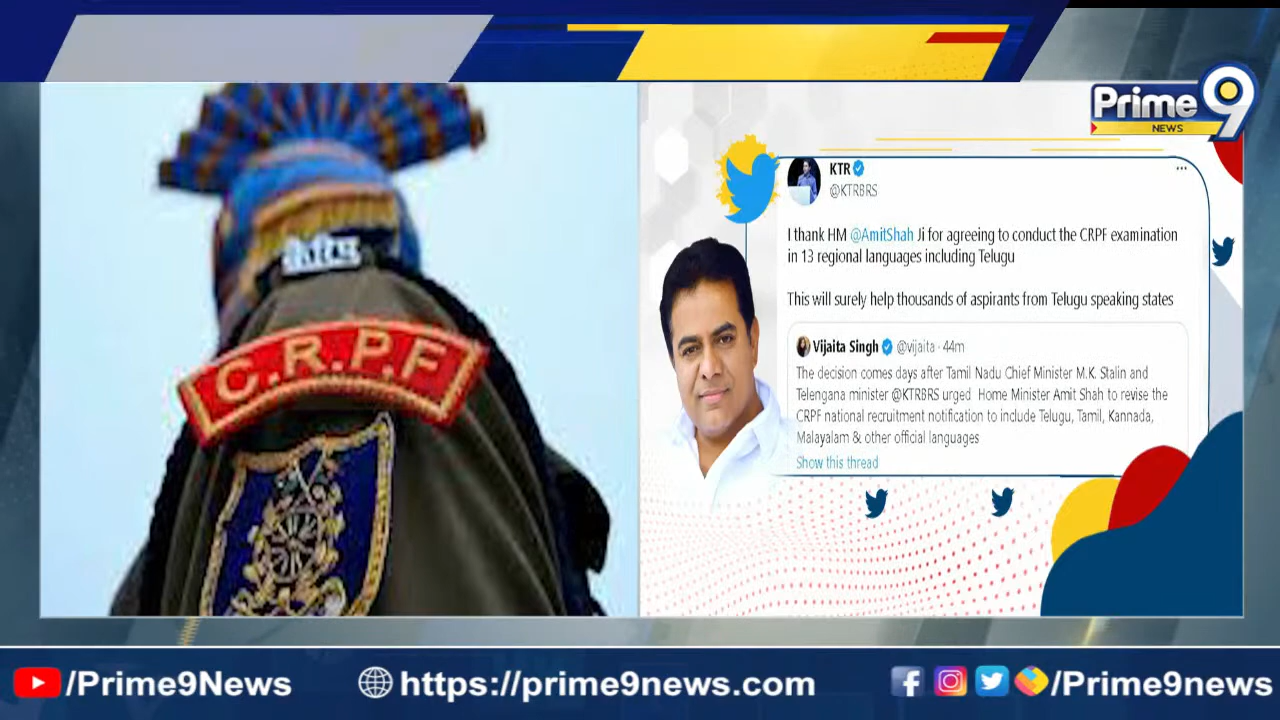 Prime 9
NEWS
C.R.P.F
KTR
@KTRBRS
I thank HM @AmitShah Ji for agreeing to conduct the CRPF examination
in 13 regional languages including Telugu
This will surely help thousands of aspirants from Telugu speaking states
Vijaita Singh @vijaita · 44m
The decision comes days after Tamil Nadu Chief Minister M.K. Stalin and
Telengana minister @KTRBRS urged Home Minister Amit Shah to revise the
CRPF national recruitment notification to include Telugu, Tamil, Kannada,
Malayalam & other official languages
Show this thread
/Prime9News
https://prime9news.com
/Prime9news